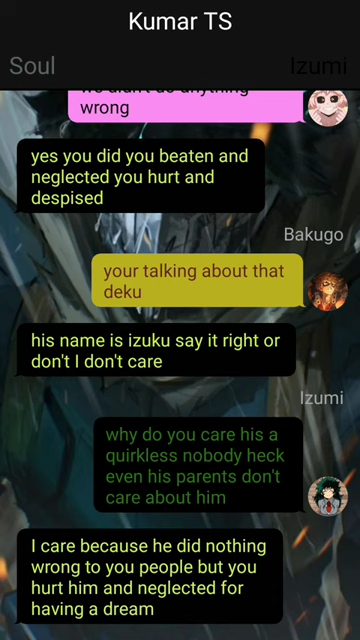 Kumar TS
Soul
Izumi
we didn't do anything
wrong
yes you did you beaten and
neglected you hurt and
despised
Bakugo
your talking about that
deku
his name is izuku say it right or
don't I don't care
Izumi
why do you care his a
quirkless nobody heck
even his parents don't
care about him
I care because he did nothing
wrong to you people but you
hurt him and neglected for
having a dream